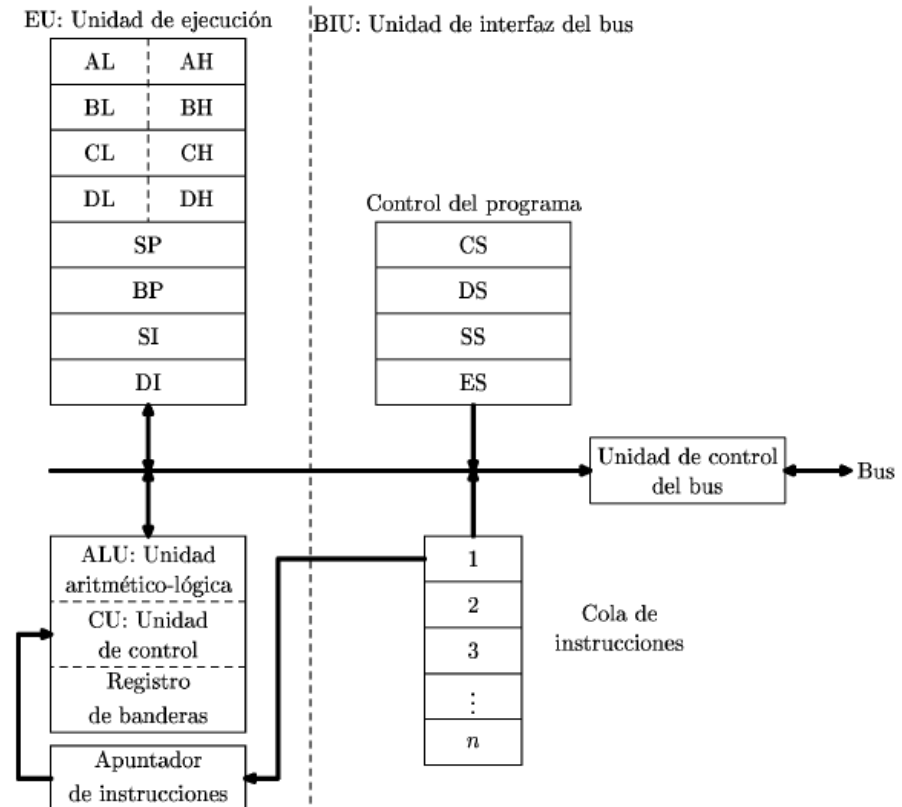 EU: Unidad de ejecución
BIU: Unidad de interfaz del bus
AL AH
BL BH
CL CH
DL DH
SP
BP
SI
DI
Control del programa
CS
DS
SS
ES
Unidad de control
del bus
Bus
ALU: Unidad
aritmético-lógica
CU: Unidad
de control
Registro
de banderas
Apuntador
de instrucciones
1
2
3
⋮
n
Cola de
instrucciones